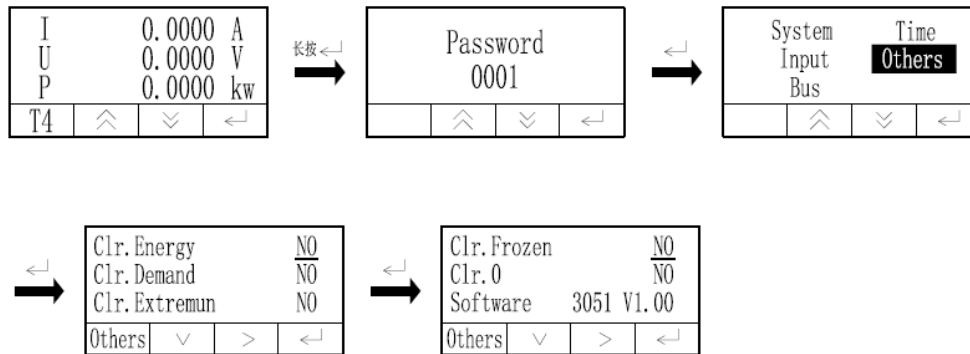 I 0.0000 A
U 0.0000 V
P 0.0000 kw
T4
长按
Password
0001
System Time
Input Others
Bus
Clr.Energy NO
Clr.Demand NO
Clr.Extremun NO
Others
Clr.Frozen NO
Clr.0 NO
Software 3051 V1.00
Others